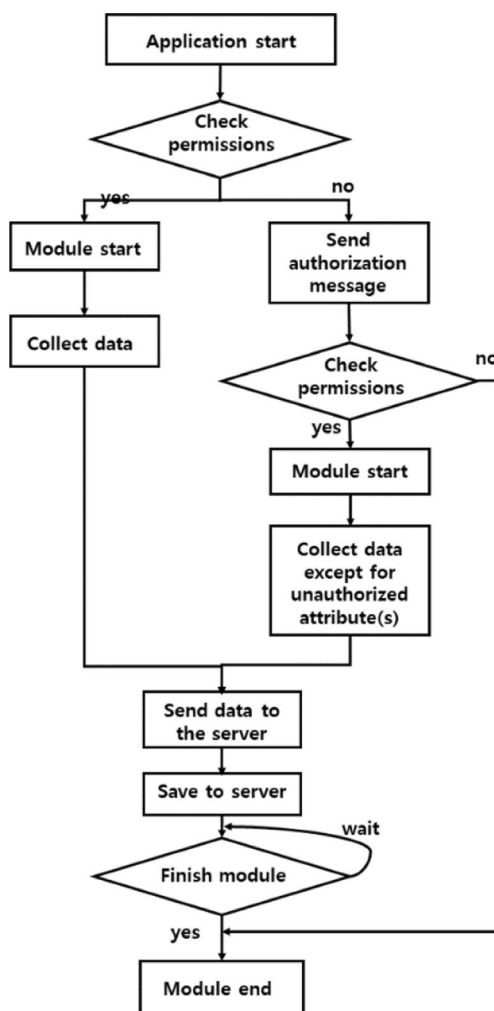 Application start
Check
permissions
yes
no
Module start
Send
authorization
message
Collect data
Check
permissions
no
yes
Module start
Collect data
except for
unauthorized
attribute(s)
Send data to
the server
Save to server
wait
Finish module
yes
Module end